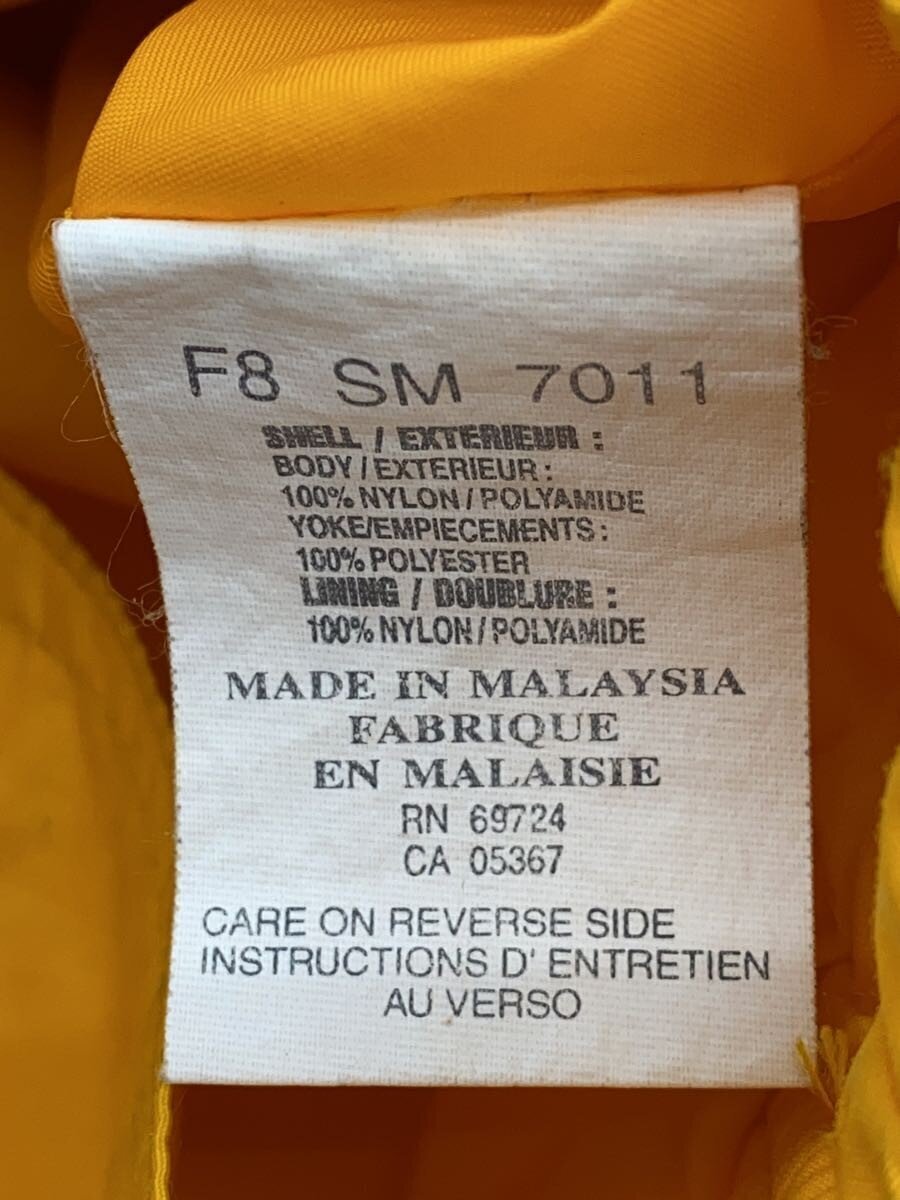 F8 SM 7011
SHELL / EXTERIEUR :
BODY / EXTERIEUR :
100% NYLON / POLYAMIDE
YOKE/EMPIECEMENTS :
100% POLYESTER
LINING / DOUBLURE :
100% NYLON / POLYAMIDE
MADE IN MALAYSIA
FABRIQUE
EN MALAISIE
RN 69724
CA 05367
CARE ON REVERSE SIDE
INSTRUCTIONS D' ENTRETIEN
AU VERSO